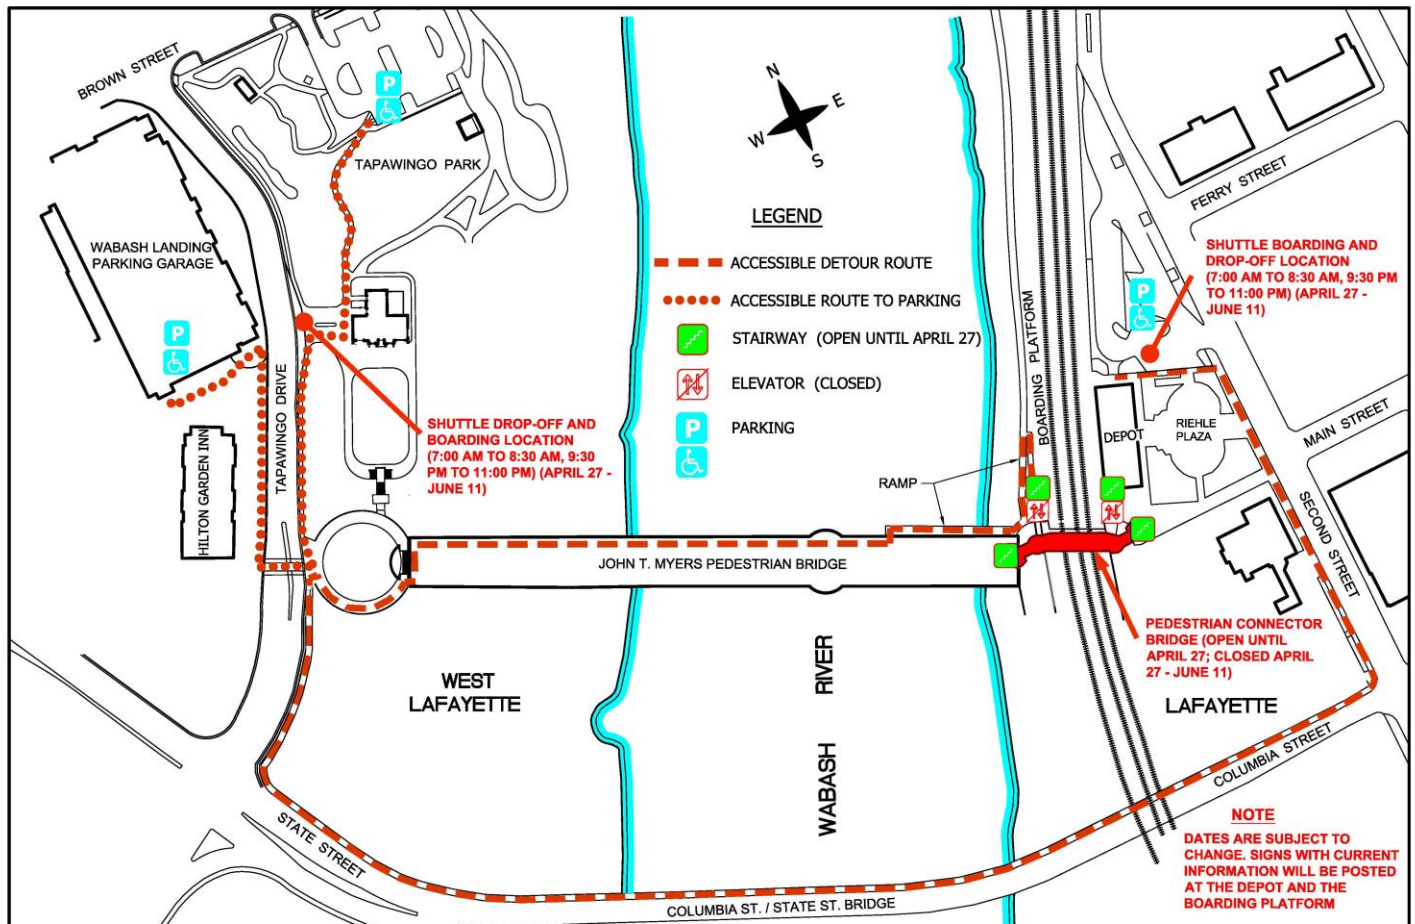 BROWN STREET
P
TAPAWINGO PARK
WABASH LANDING
PARKING GARAGE
P
TAPAWINGO DRIVE
HILTON GARDEN INN
SHUTTLE DROP-OFF AND
BOARDING LOCATION
(7:00 AM TO 8:30 AM, 9:30
PM TO 11:00 PM) (APRIL 27 -
JUNE 11)
N
E
W
S
LEGEND
ACCESSIBLE DETOUR ROUTE
ACCESSIBLE ROUTE TO PARKING
STAIRWAY (OPEN UNTIL APRIL 27)
ELEVATOR (CLOSED)
P
PARKING
BOARDING PLATFORM
FERRY STREET
SHUTTLE BOARDING AND
DROP-OFF LOCATION
(7:00 AM TO 8:30 AM, 9:30 PM
TO 11:00 PM) (APRIL 27 -
JUNE 11)
P
MAIN STREET
RIEHLE
PLAZA
DEPOT
RAMP
SECOND STREET
JOHN T. MYERS PEDESTRIAN BRIDGE
PEDESTRIAN CONNECTOR
BRIDGE (OPEN UNTIL
APRIL 27; CLOSED APRIL
27 - JUNE 11)
WEST
LAFAYETTE
WABASH RIVER
LAFAYETTE
COLUMBIA STREET
STATE STREET
COLUMBIA ST. / STATE ST. BRIDGE
NOTE
DATES ARE SUBJECT TO
CHANGE. SIGNS WITH CURRENT
INFORMATION WILL BE POSTED
AT THE DEPOT AND THE
BOARDING PLATFORM